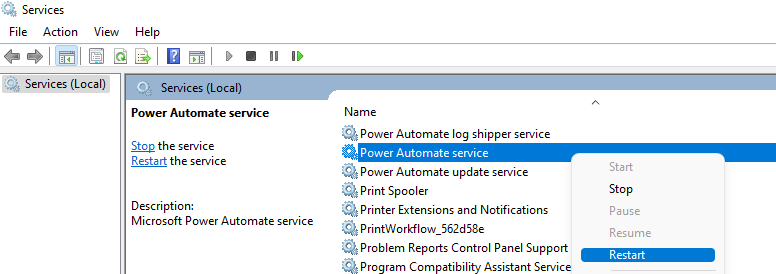 Services
File Action View Help
Services (Local)
Services (Local)
Power Automate service
Stop the service
Restart the service
Description:
Microsoft Power Automate service
Name
Power Automate log shipper service
Power Automate service
Power Automate update service
Print Spooler
Printer Extensions and Notifications
PrintWorkflow_562d58e
Problem Reports Control Panel Support
Program Compatibility Assistant Service
Start
Stop
Pause
Resume
Restart